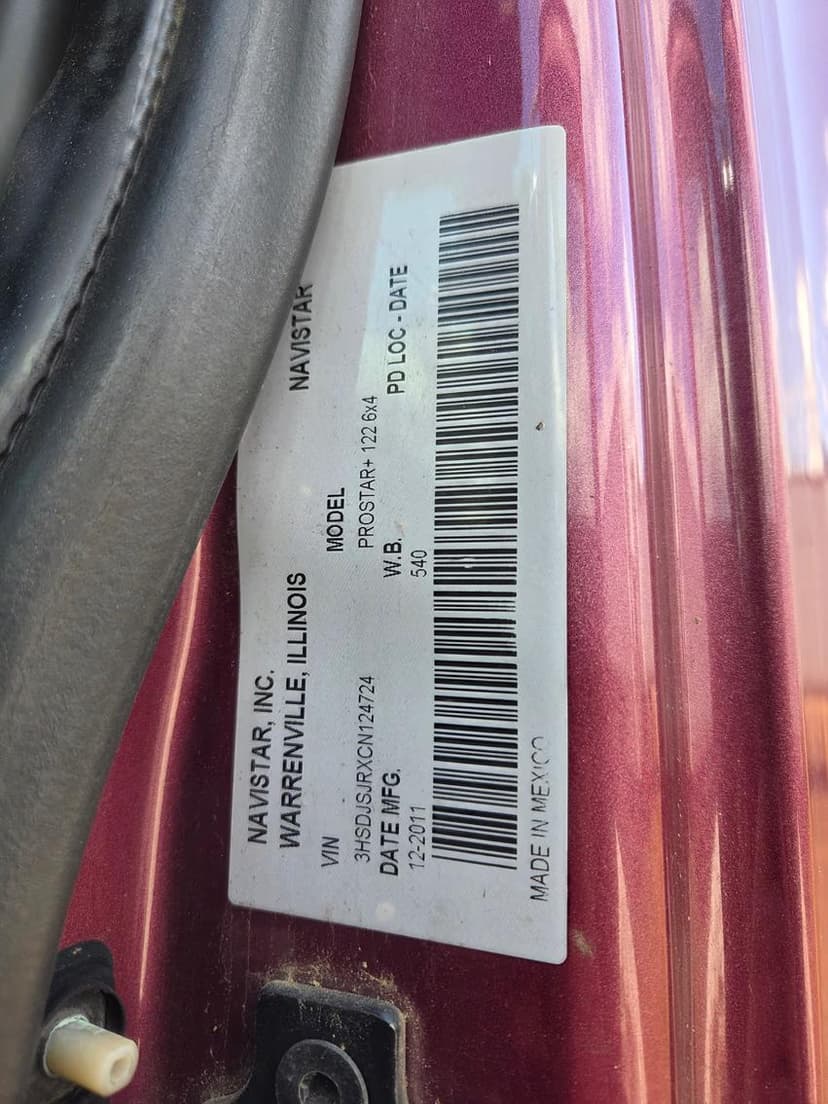 NAVISTAR, INC.
WARRENVILLE, ILLINOIS
NAVISTAR
VIN
MODEL
3HSDJSJRXCN124724
PROSTAR+ 122 6x4
DATE MFG.
W.B.
PD LOC - DATE
12-2011
540
MADE IN MEXICO